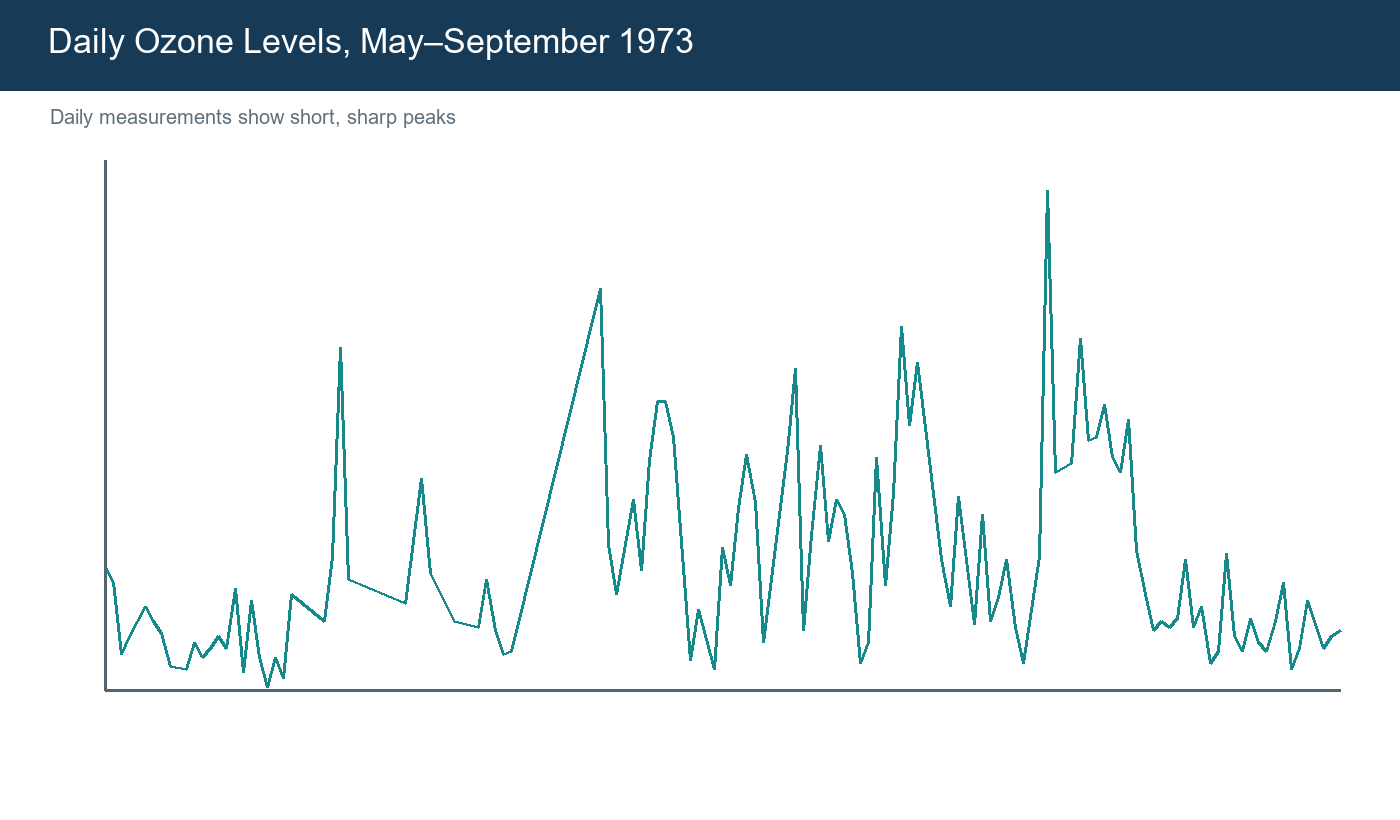 Daily Ozone Levels, May–September 1973
Daily measurements show short, sharp peaks